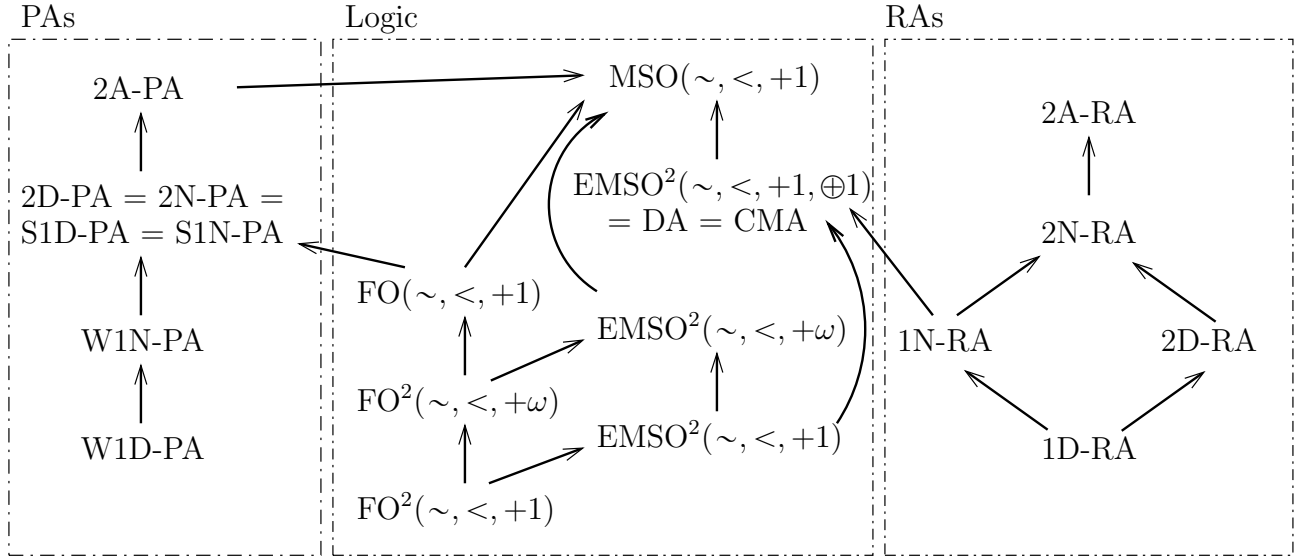 PAs
2A-PA
2D-PA = 2N-PA =
S1D-PA = S1N-PA
W1N-PA
W1D-PA
Logic
MSO(∼, <, +1)
EMSO²(∼, <, +1, ⊕1)
= DA = CMA
FO(∼, <, +1)
EMSO²(∼, <, +ω)
FO²(∼, <, +ω)
EMSO²(∼, <, +1)
FO²(∼, <, +1)
RAs
2A-RA
2N-RA
1N-RA
2D-RA
1D-RA